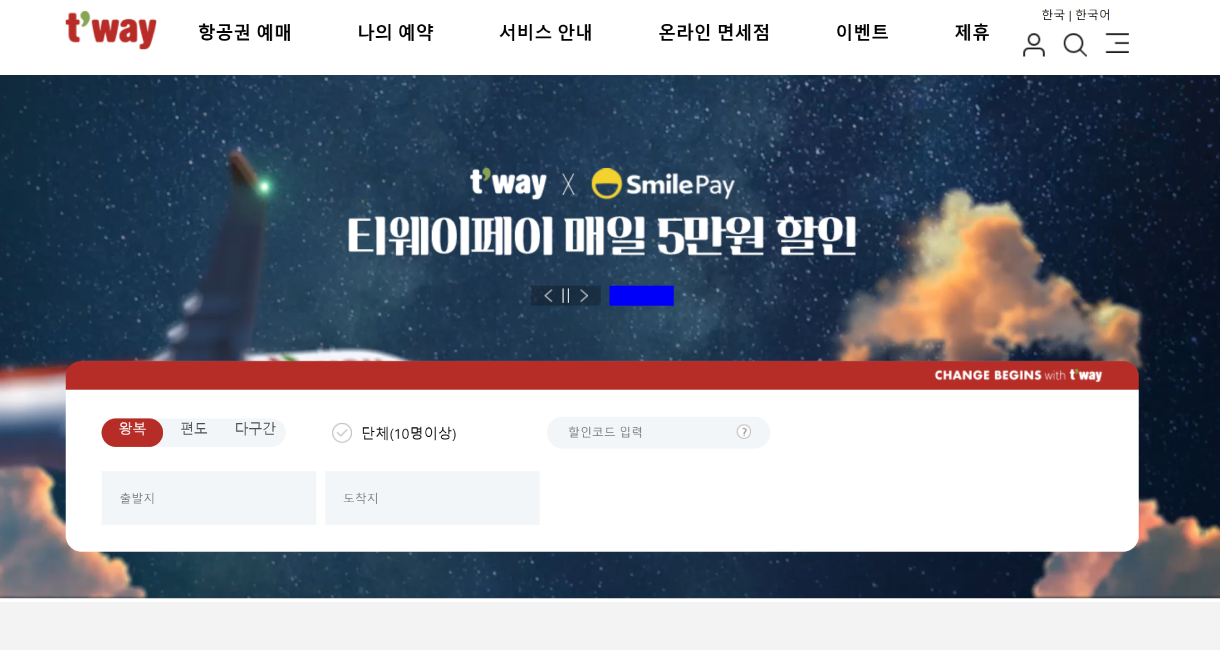 t'way
항공권 예매
나의 예약
서비스 안내
온라인 면세점
이벤트
제휴
한국 | 한국어
t'way X SmilePay
티웨이페이 매일 5만원 할인
CHANGE BEGINS with t'way
왕복
편도
다구간
단체(10명이상)
할인코드 입력
?
출발지
도착지